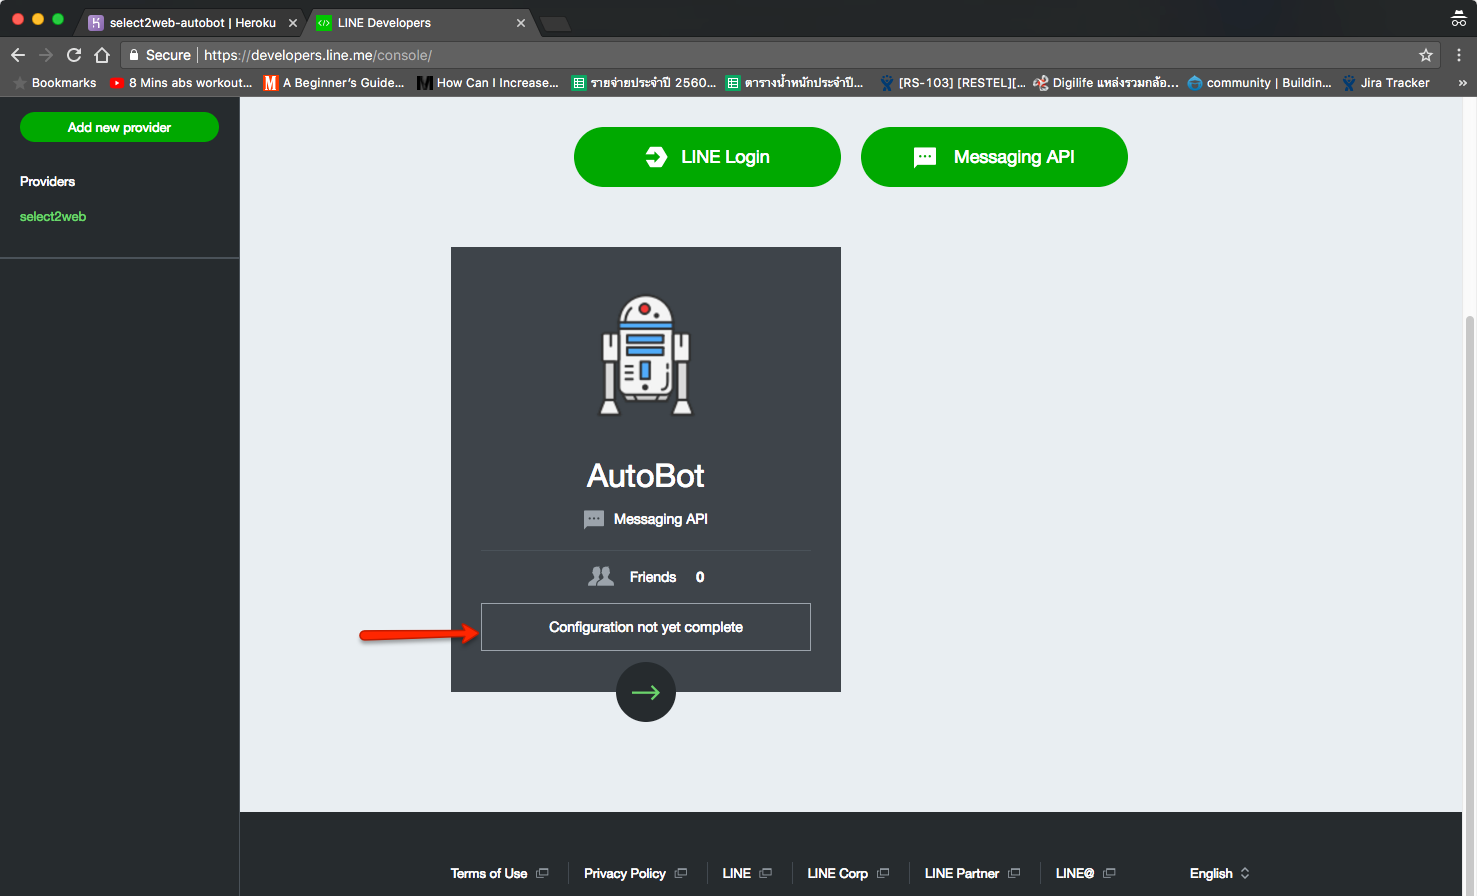 select2web-autobot | Heroku
LINE Developers
Secure
https://developers.line.me/console/
Bookmarks
8 Mins abs workout...
A Beginner's Guide...
How Can I Increase...
รายจ่ายประจำปี 2560...
ตารางน้ำหนักประจำปี...
[RS-103] [RESTEL][...
Digilife แหล่งรวมกล้อ...
community | Building...
Jira Tracker
»
Add new provider
Providers
select2web
LINE Login
Messaging API
AutoBot
Messaging API
Friends 0
Configuration not yet complete
Terms of Use
Privacy Policy
LINE
LINE Corp
LINE Partner
LINE@
English